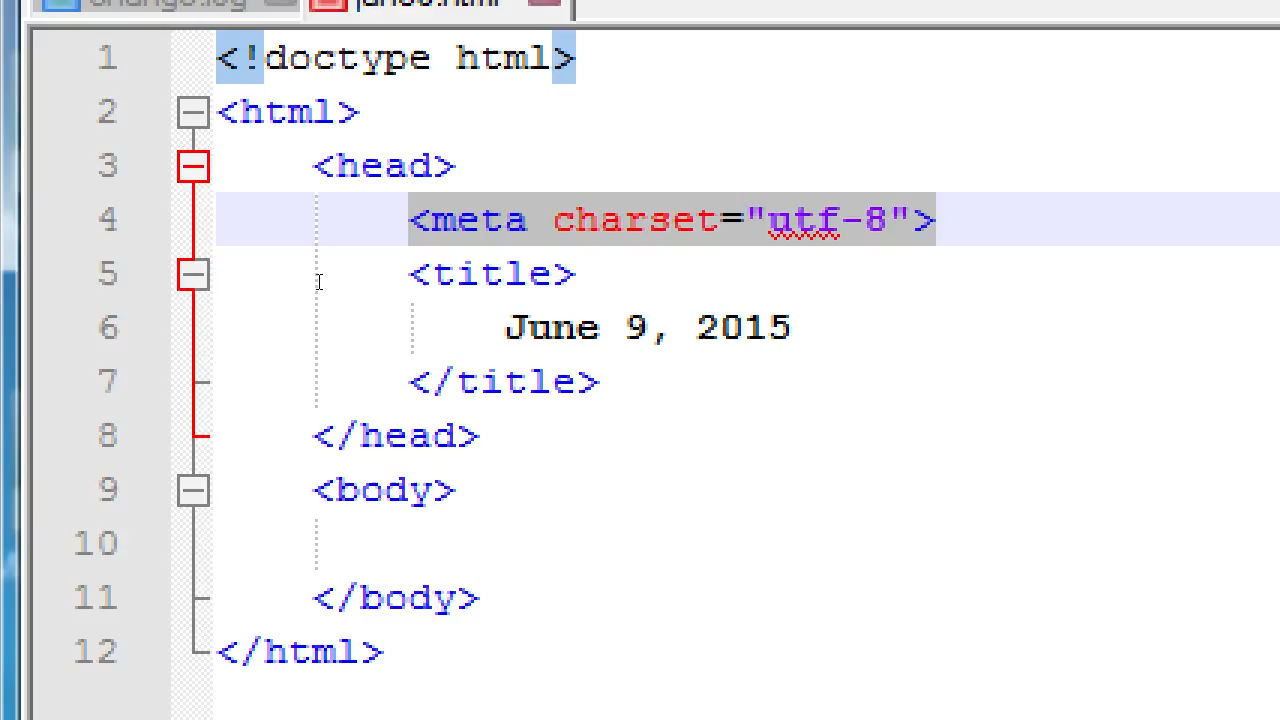 1 <!doctype html>
2 <html>
3 <head>
4 <meta charset="utf-8">
5 <title>
6 June 9, 2015
7 </title>
8 </head>
9 <body>
10
11 </body>
12 </html>